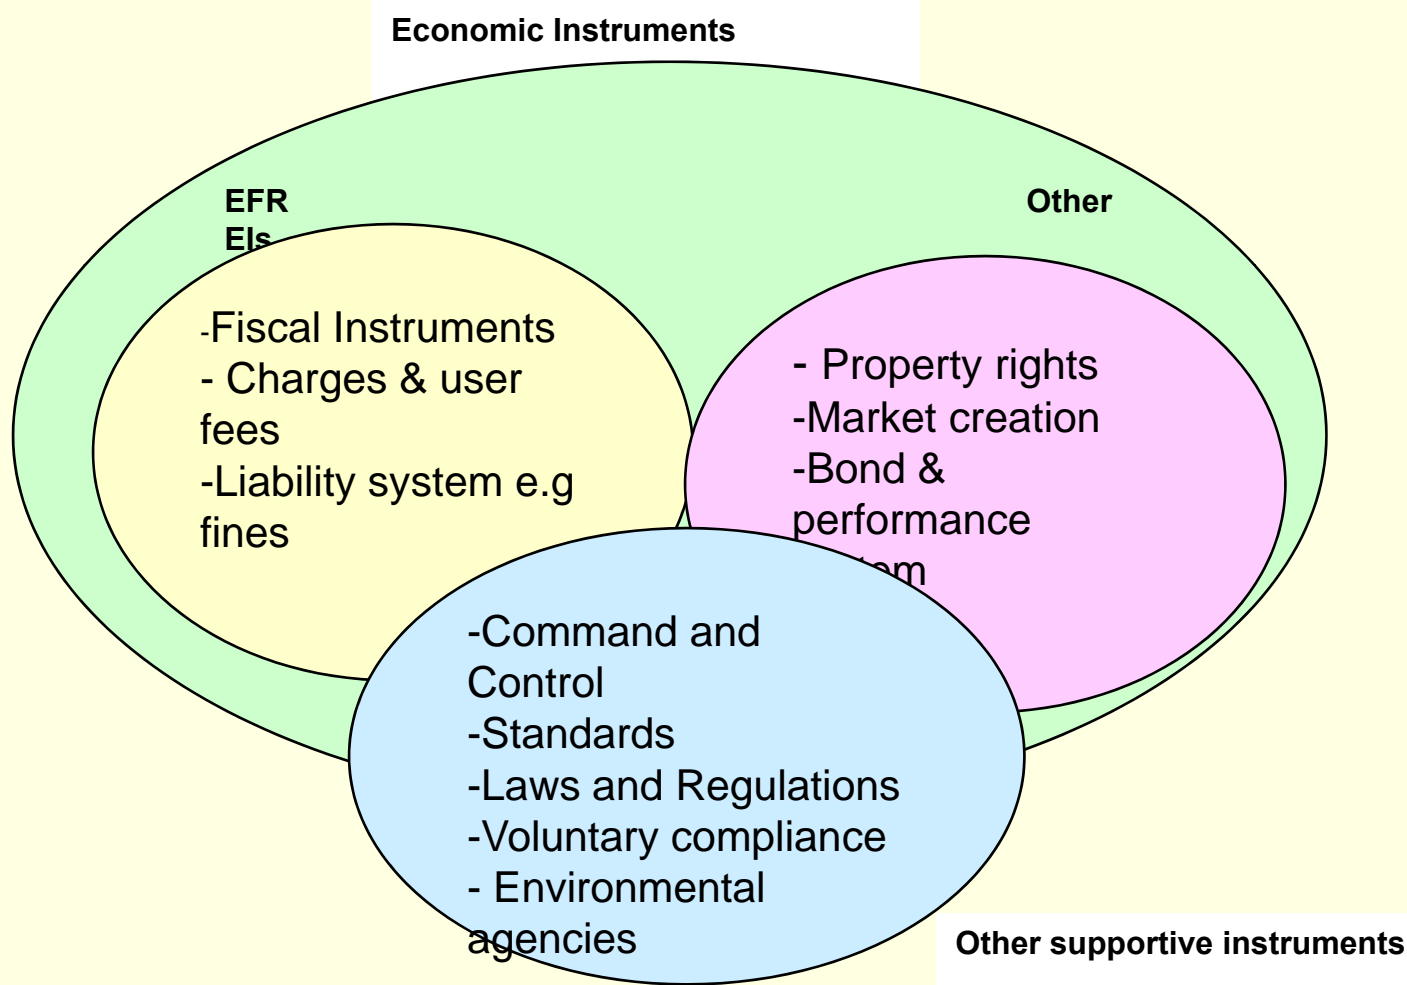 Economic Instruments
EFR
EIs
Other
-Fiscal Instruments
- Charges & user
fees
-Liability system e.g
fines
- Property rights
-Market creation
-Bond &
performance
-Command and
Control
-Standards
-Laws and Regulations
-Voluntary compliance
- Environmental
agencies
Other supportive instruments